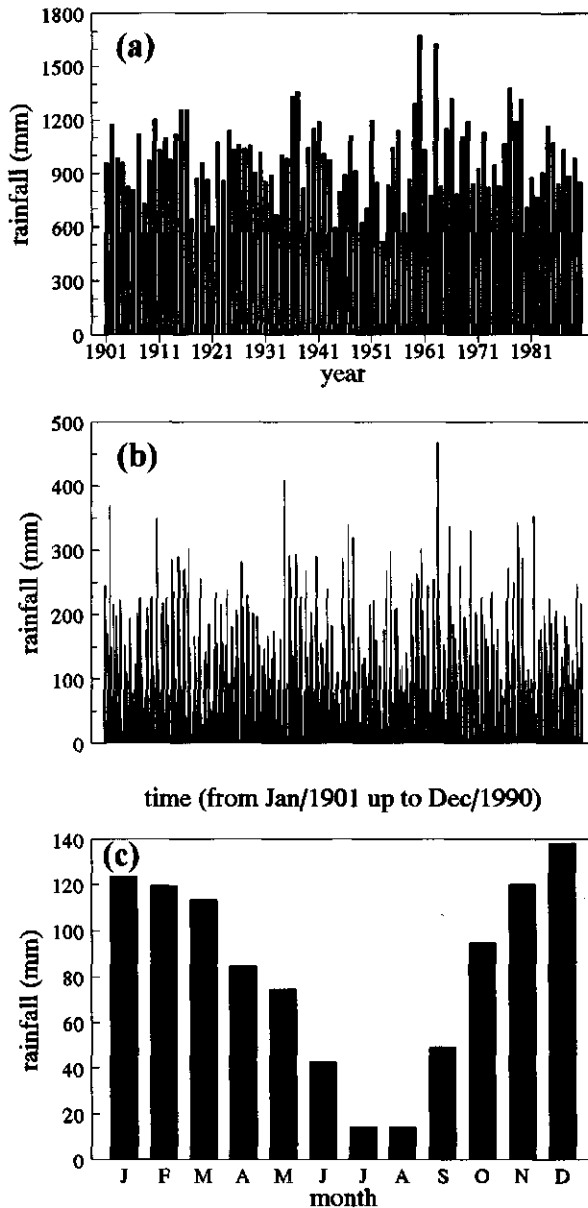 (a)
1800
1500
1200
900
600
300
0
rainfall (mm)
1901 1911 1921 1931 1941 1951 1961 1971 1981
year
(b)
500
400
300
200
100
0
rainfall (mm)
time (from Jan/1901 up to Dec/1990)
(c)
140
120
100
80
60
40
20
0
rainfall (mm)
J F M A M J J A S O N D
month